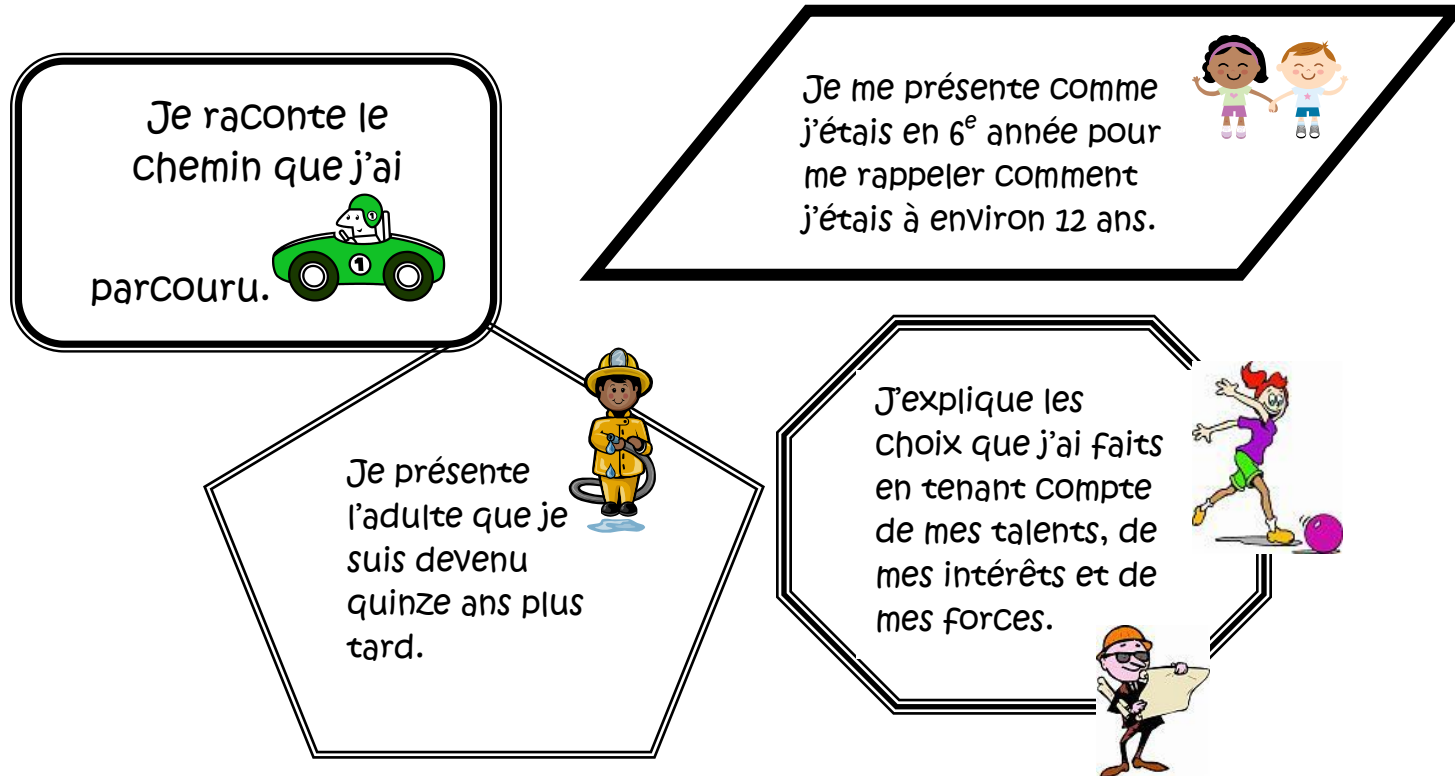 Je raconte le
chemin que j'ai
parcouru.
1
1
Je me présente comme
j'étais en 6e année pour
me rappeler comment
j'étais à environ 12 ans.
Je présente
l'adulte que je
suis devenu
quinze ans plus
tard.
J'explique les
choix que j'ai faits
en tenant compte
de mes talents, de
mes intérêts et de
mes forces.